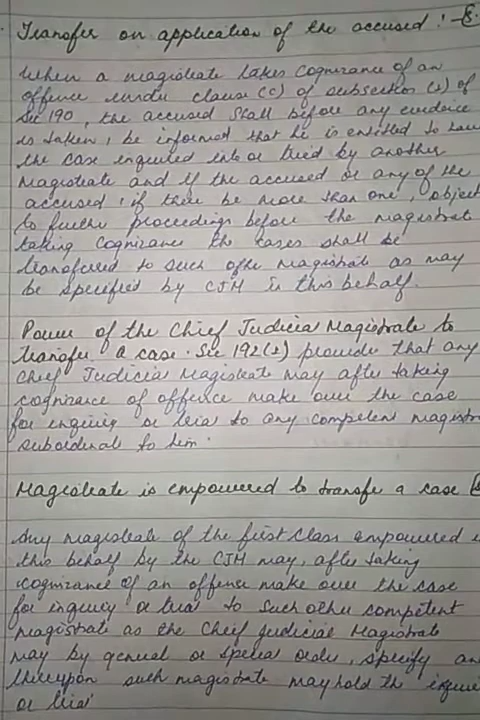 Transfer on application of the accused :- S.
When a magistrate takes cognizance of an
offence under clause (c) of subsection (1) of
Sec 190, the accused shall before any evidence
is taken, be informed that he is entitled to have
the case enquired into or tried by another
magistrate and if the accused or any of the
accused, if there be more than one, object
to further proceedings before the magistrate
taking cognizance the cases shall be
transferred to such other magistrate as may
be specified by CJM in this behalf.
Power of the Chief Judicial Magistrate to
transfer a case. Sec 192(1) provide that any
Chief Judicial Magistrate may after taking
cognizance of offence make over the case
for inquiry or trial to any competent magistr
subordinate to him.
Magistrate is empowered to transfer a case
Any magistrate of the first class empowered in
this behalf by the CJM may, after taking
cognizance of an offense make over the case
for inquiry or trial to such other competent
magistrate as the Chief Judicial Magistrate
may by general or special order, specify and
thereupon such magistrate may hold the inquiry
or trial